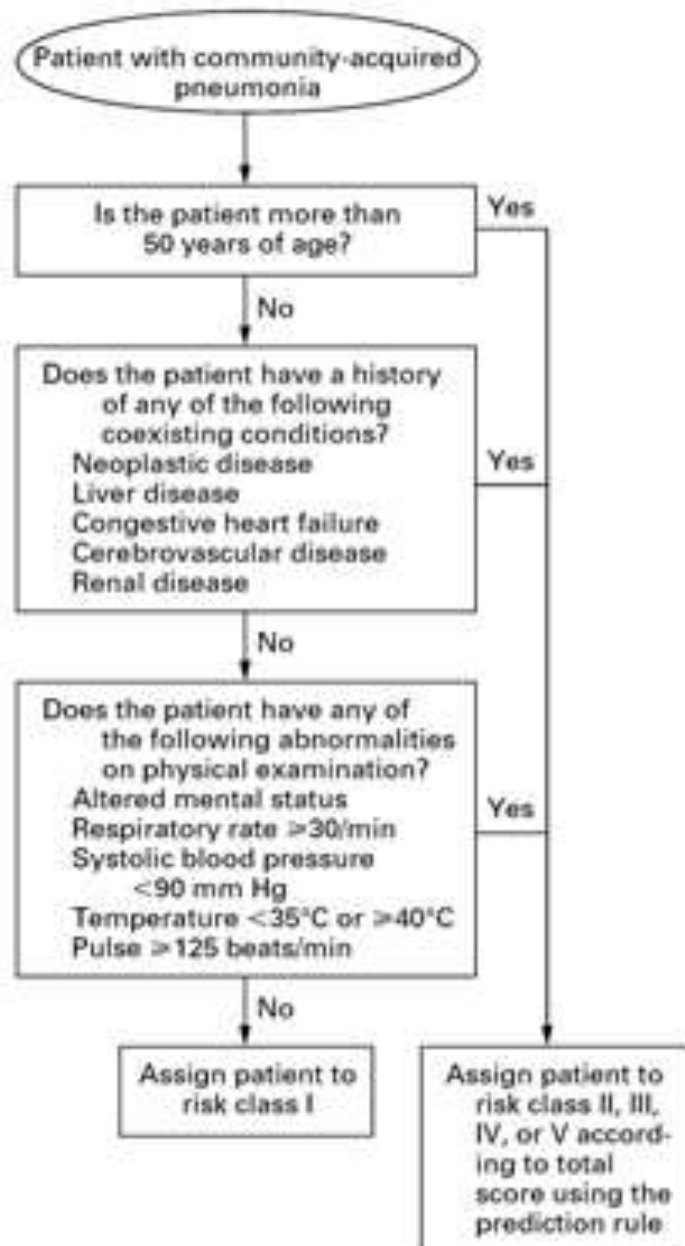 Patient with community-acquired
pneumonia
Is the patient more than
50 years of age?
Yes
No
Does the patient have a history
of any of the following
coexisting conditions?
Neoplastic disease
Liver disease
Congestive heart failure
Cerebrovascular disease
Renal disease
Yes
No
Does the patient have any of
the following abnormalities
on physical examination?
Altered mental status
Respiratory rate ⩾30/min
Systolic blood pressure
<90 mm Hg
Temperature <35°C or ⩾40°C
Pulse ⩾125 beats/min
Yes
No
Assign patient to
risk class I
Assign patient to
risk class II, III,
IV, or V accord-
ing to total
score using the
prediction rule